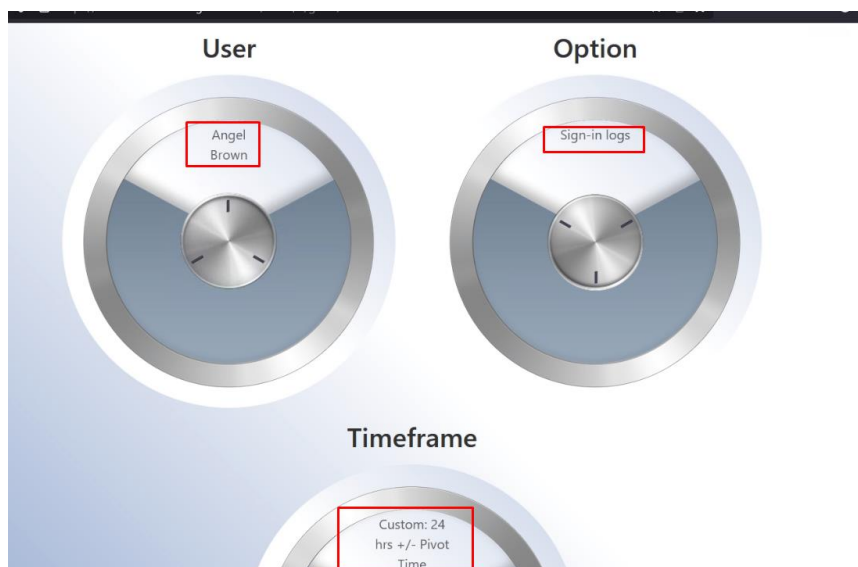 User
Option
Angel
Brown
Sign-in logs
Timeframe
Custom: 24
hrs +/- Pivot
Time